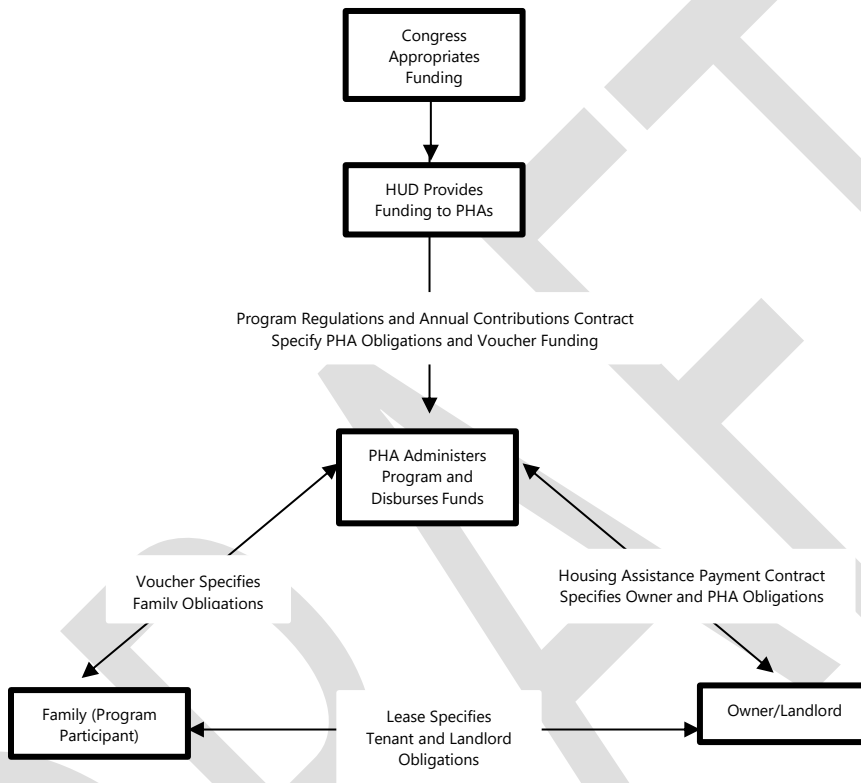 Congress
Appropriates
Funding
HUD Provides
Funding to PHAs
Program Regulations and Annual Contributions Contract
Specify PHA Obligations and Voucher Funding
PHA Administers
Program and
Disburses Funds
Voucher Specifies
Family Obligations
Housing Assistance Payment Contract
Specifies Owner and PHA Obligations
Family (Program
Participant)
Lease Specifies
Tenant and Landlord
Obligations
Owner/Landlord